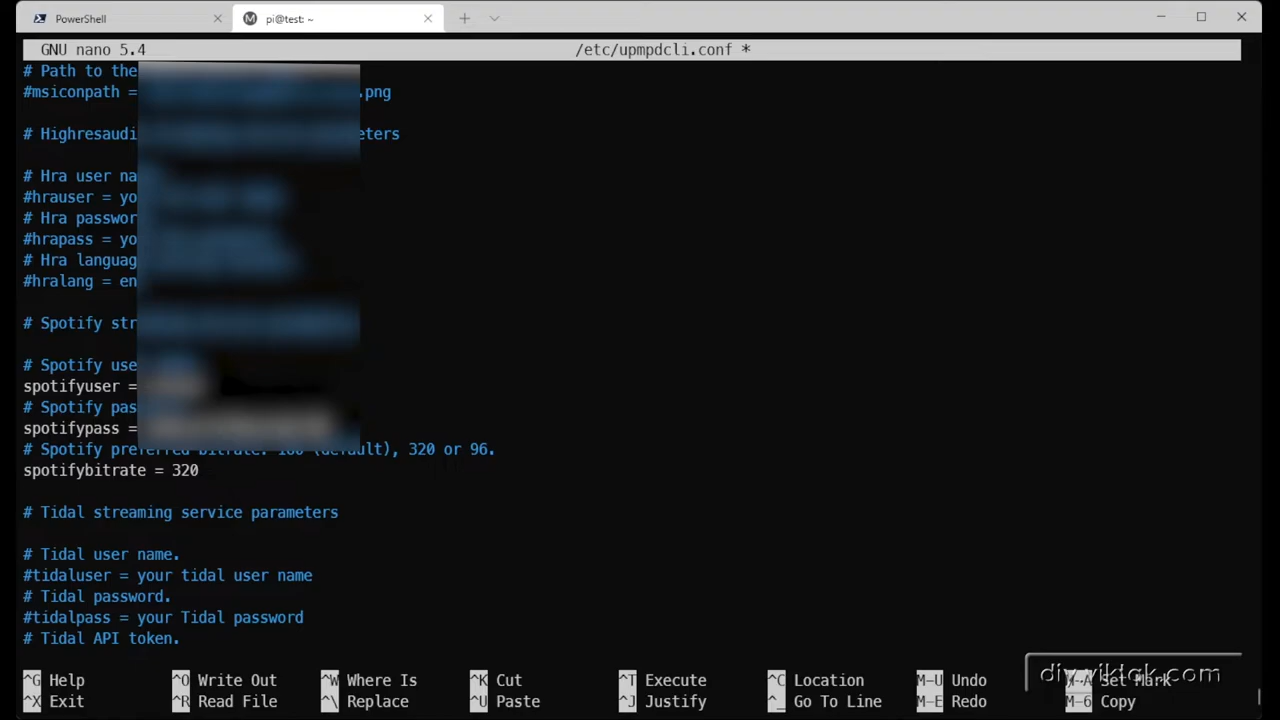 PowerShell
pi@test: ~
GNU nano 5.4 /etc/upmpdcli.conf *
# Path to the
#msiconpath = .png
# Highresaudi eters
# Hra user na
#hrauser = yo
# Hra passwor
#hrapass = yo
# Hra languag
#hralang = en
# Spotify str
# Spotify use
spotifyuser =
# Spotify pas
spotifypass =
# Spotify preferred bitrate. 160 (default), 320 or 96.
spotifybitrate = 320
# Tidal streaming service parameters
# Tidal user name.
#tidaluser = your tidal user name
# Tidal password.
#tidalpass = your Tidal password
# Tidal API token.
^G Help ^O Write Out ^W Where Is ^K Cut ^T Execute ^C Location M-U Undo M-A Set Mark
^X Exit ^R Read File ^\ Replace ^U Paste ^J Justify ^_ Go To Line M-E Redo M-6 Copy